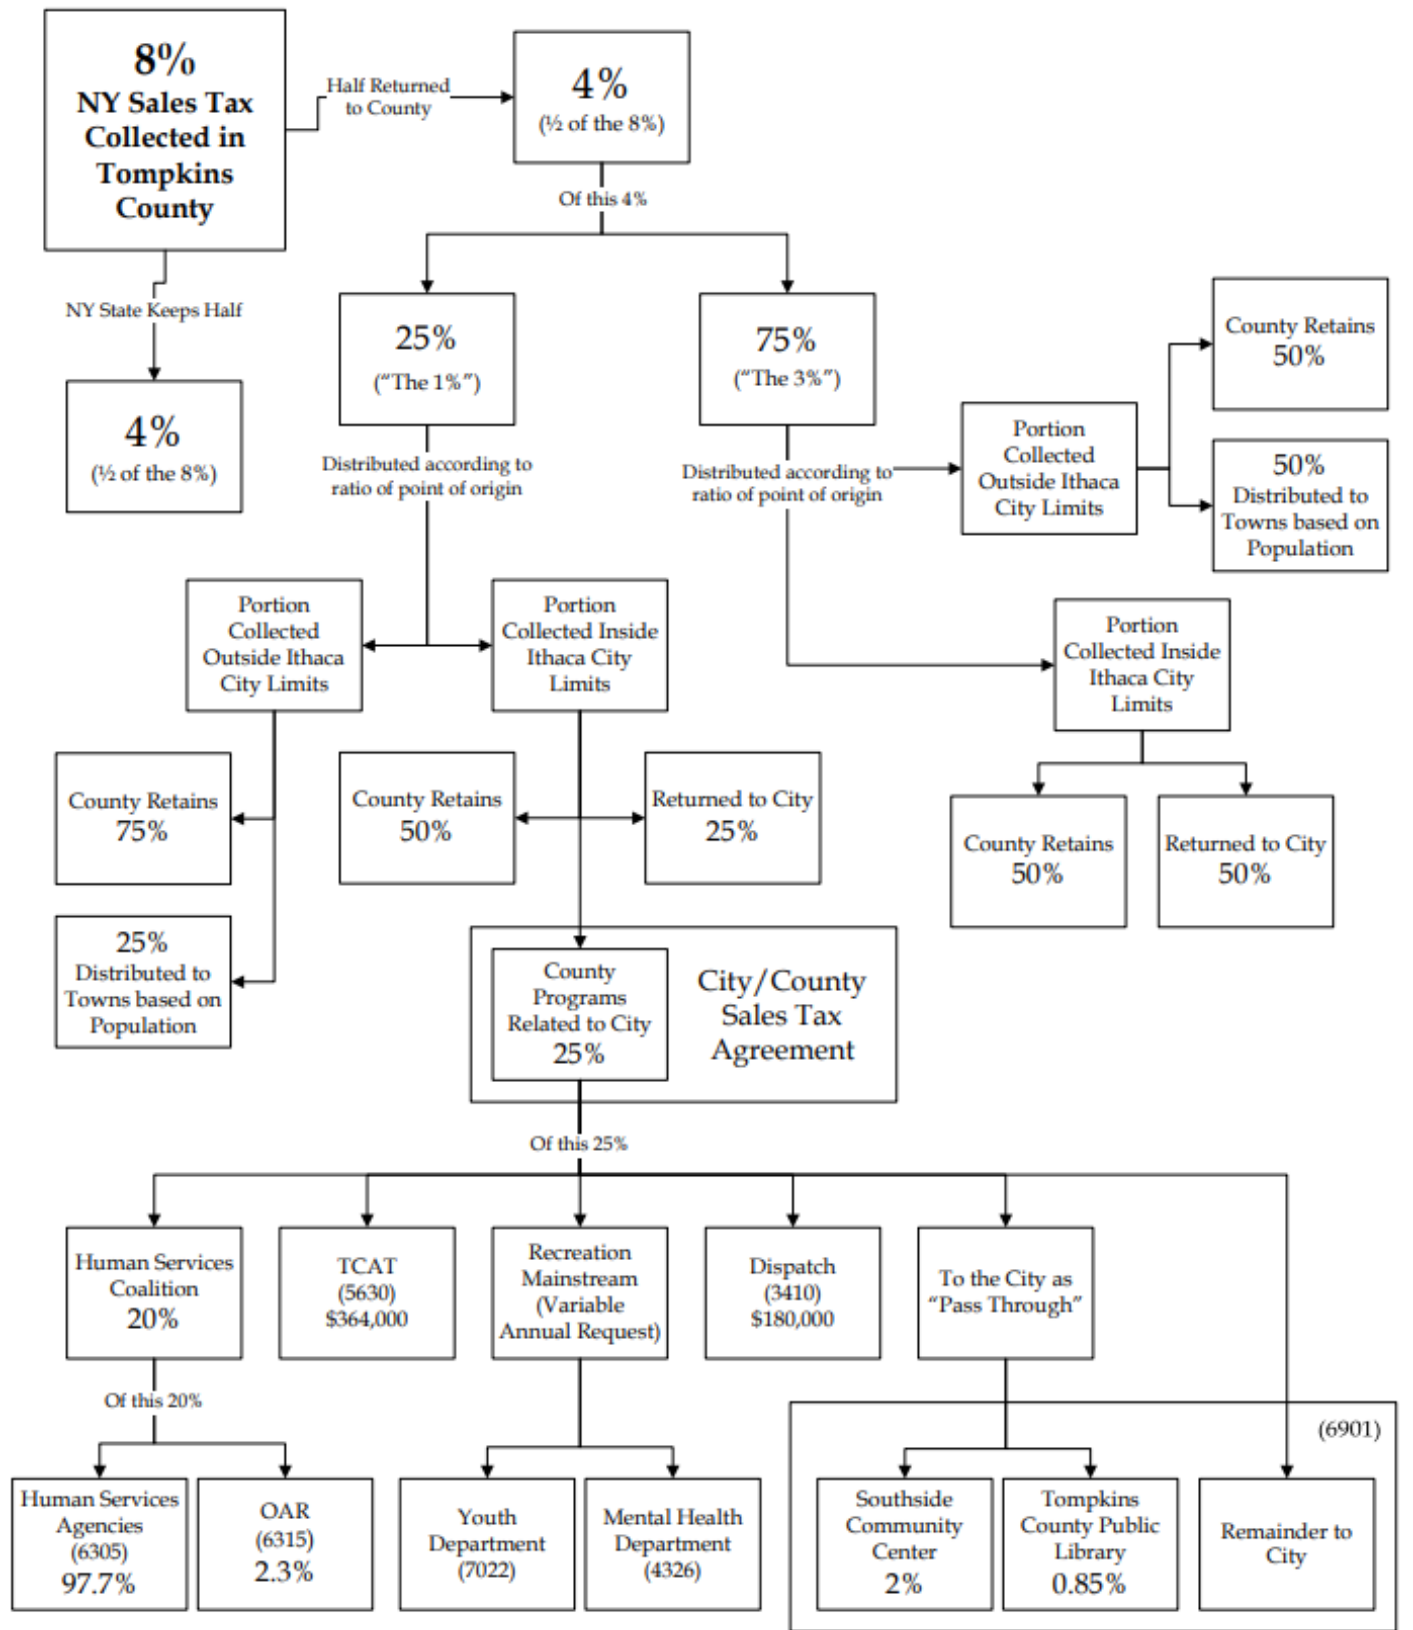 8%
NY Sales Tax
Collected in
Tompkins
County
Half Returned
to County
4%
(½ of the 8%)
Of this 4%
NY State Keeps Half
4%
(½ of the 8%)
25%
("The 1%")
75%
("The 3%")
Distributed according to
ratio of point of origin
Distributed according to
ratio of point of origin
Portion
Collected
Outside Ithaca
City Limits
County Retains
50%
50%
Distributed to
Towns based on
Population
Portion
Collected
Outside Ithaca
City Limits
Portion
Collected Inside
Ithaca City
Limits
Portion
Collected Inside
Ithaca City
Limits
County Retains
75%
County Retains
50%
Returned to City
25%
County Retains
50%
Returned to City
50%
25%
Distributed to
Towns based on
Population
County
Programs
Related to City
25%
City/County
Sales Tax
Agreement
Of this 25%
Human Services
Coalition
20%
TCAT
(5630)
$364,000
Recreation
Mainstream
(Variable
Annual Request)
Dispatch
(3410)
$180,000
To the City as
"Pass Through"
Of this 20%
(6901)
Human Services
Agencies
(6305)
97.7%
OAR
(6315)
2.3%
Youth
Department
(7022)
Mental Health
Department
(4326)
Southside
Community
Center
2%
Tompkins
County Public
Library
0.85%
Remainder to
City